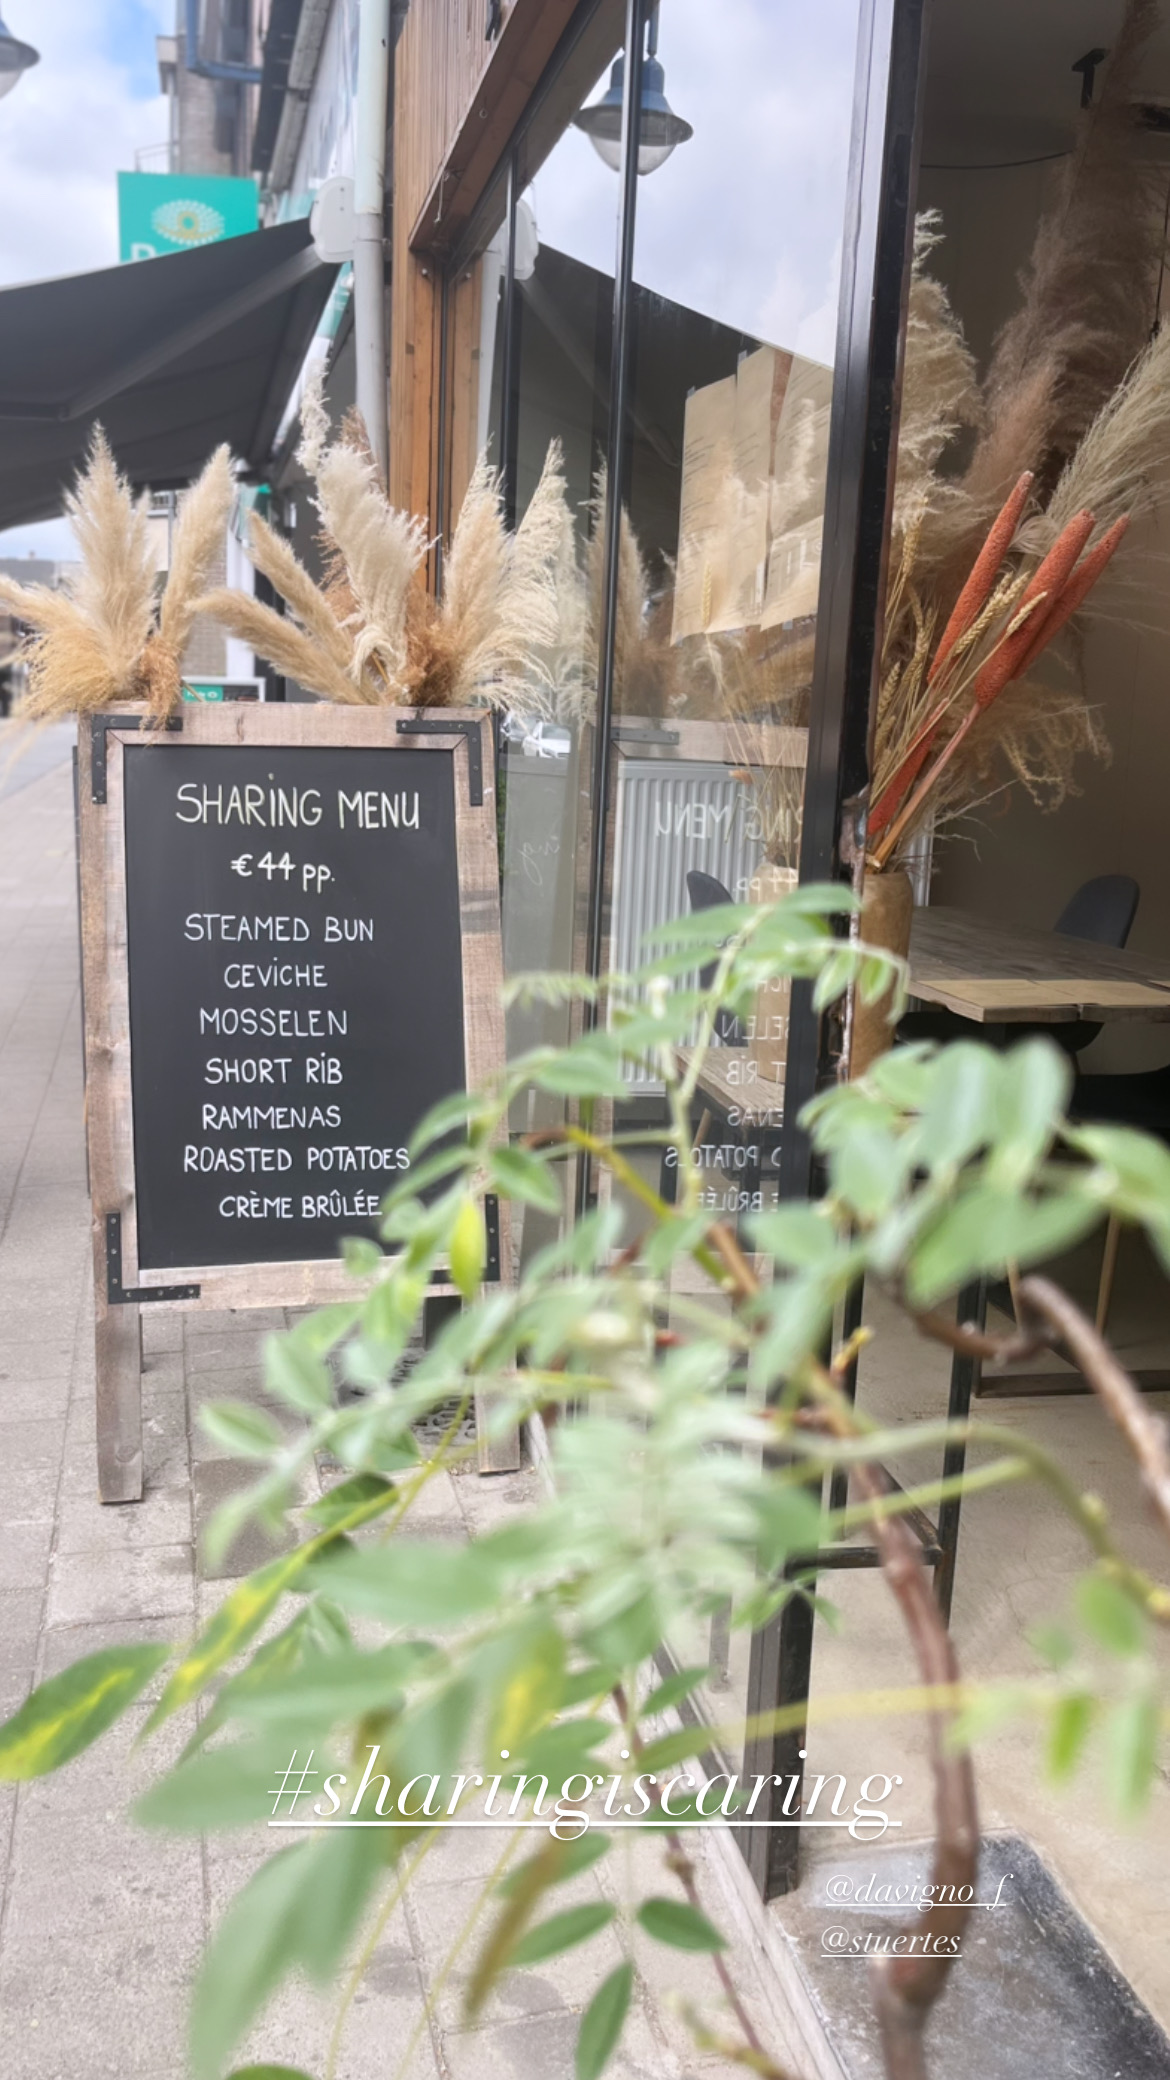 SHARING MENU
€44 pp.
STEAMED BUN
CEVICHE
MOSSELEN
SHORT RIB
RAMMENAS
ROASTED POTATOES
CRÈME BRÛLÉE
#sharingiscaring
@davigno_f
@stuertes